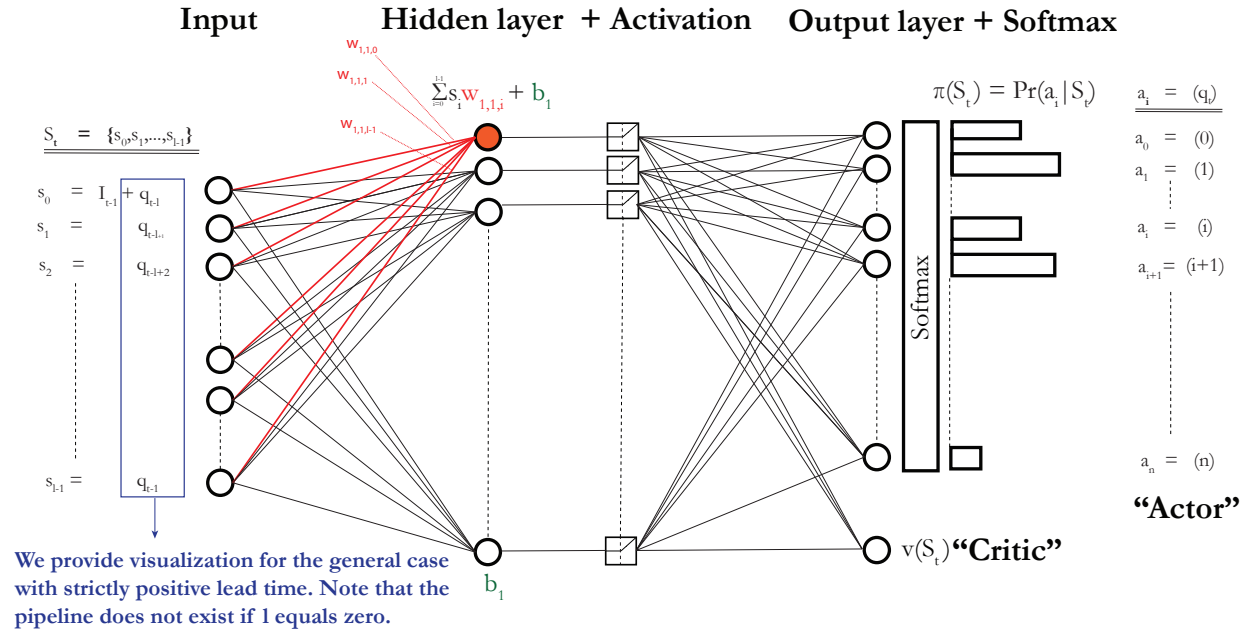 Input
Hidden layer + Activation
Output layer + Softmax
w1,1,0
w1,1,1
w1,1,l-1
l-1
Σ si w1,1,i + b1
i=0
π(St) = Pr(ai|St)
ai = (qt)
St = {s0,s1,...,sl-1}
s0 = It-1 + qt-l
s1 = qt-l+1
s2 = qt-l+2
sl-1 = qt-1
a0 = (0)
a1 = (1)
ai = (i)
ai+1 = (i+1)
an = (n)
Softmax
"Actor"
v(St) "Critic"
b1
We provide visualization for the general case
with strictly positive lead time. Note that the
pipeline does not exist if l equals zero.